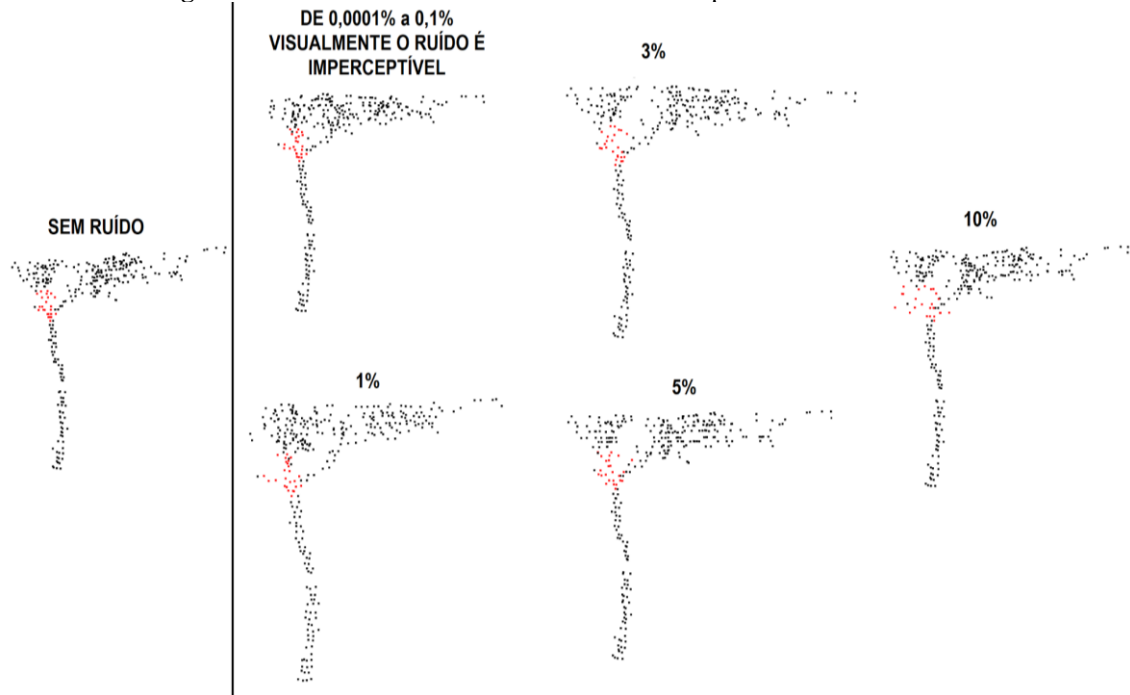 DE 0,0001% a 0,1%
VISUALMENTE O RUÍDO É
IMPERCEPTÍVEL
3%
SEM RUÍDO
10%
1%
5%